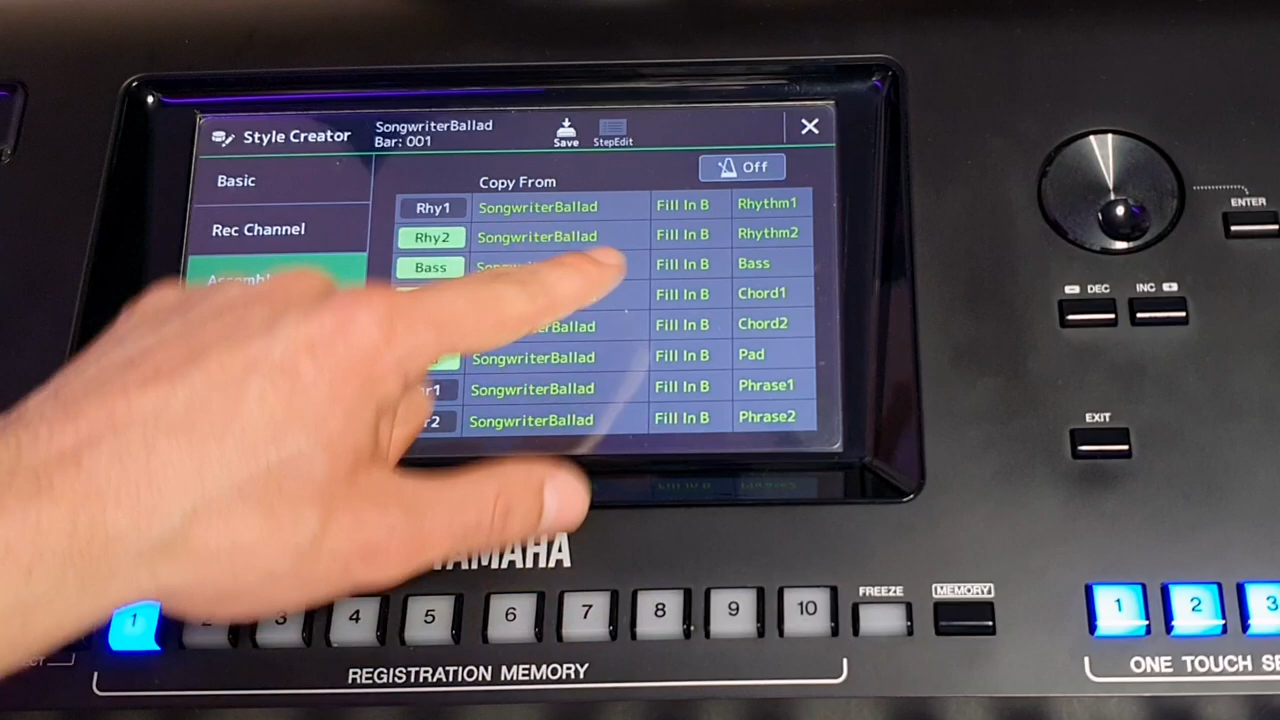 Style Creator
SongwriterBallad
Bar: 001
Save
StepEdit
Off
Basic
Copy From
Rhy1 SongwriterBallad Fill In B Rhythm1
Rec Channel
Rhy2 SongwriterBallad Fill In B Rhythm2
Bass Fill In B Bass
Fill In B Chord1
Fill In B Chord2
SongwriterBallad Fill In B Pad
SongwriterBallad Fill In B Phrase1
SongwriterBallad Fill In B Phrase2
ENTER
DEC INC
EXIT
YAMAHA
FREEZE MEMORY
1 2 3 4 5 6 7 8 9 10
1 2 3
REGISTRATION MEMORY
ONE TOUCH